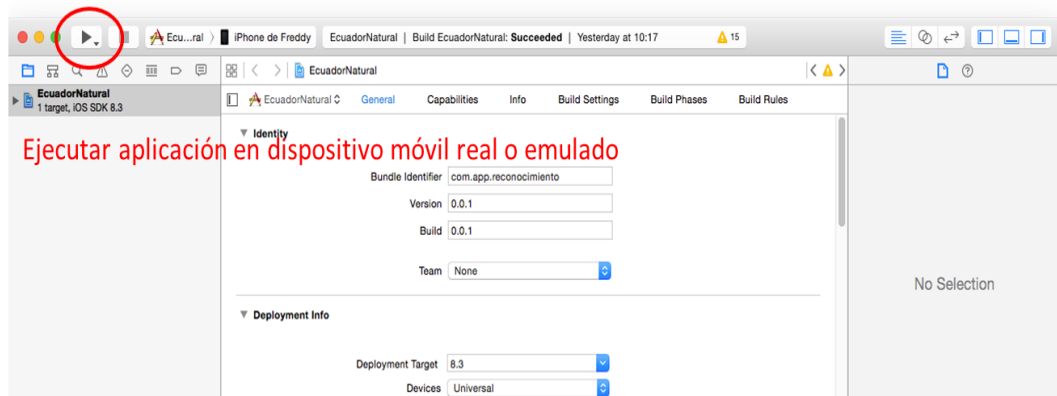 Ecu...ral
iPhone de Freddy
EcuadorNatural | Build EcuadorNatural: Succeeded | Yesterday at 10:17
15
EcuadorNatural
1 target, iOS SDK 8.3
EcuadorNatural
EcuadorNatural
General
Capabilities
Info
Build Settings
Build Phases
Build Rules
Identity
Ejecutar aplicación en dispositivo móvil real o emulado
Bundle Identifier com.app.reconocimiento
Version 0.0.1
Build 0.0.1
Team None
No Selection
Deployment Info
Deployment Target 8.3
Devices Universal